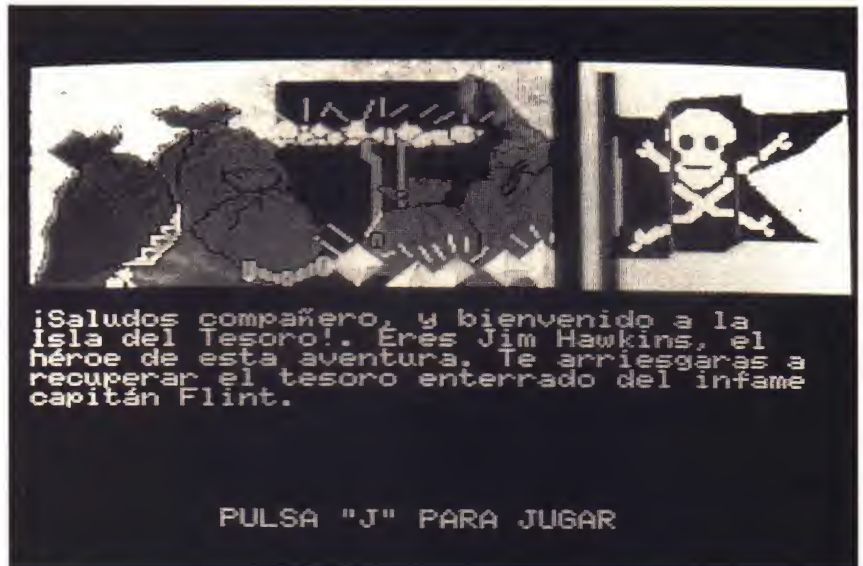 ¡Saludos compañero, y bienvenido a la
Isla del Tesoro!. Eres Jim Hawkins, el
héroe de esta aventura. Te arriesgaras a
recuperar el tesoro enterrado del infame
capitán Flint.
PULSA "J" PARA JUGAR